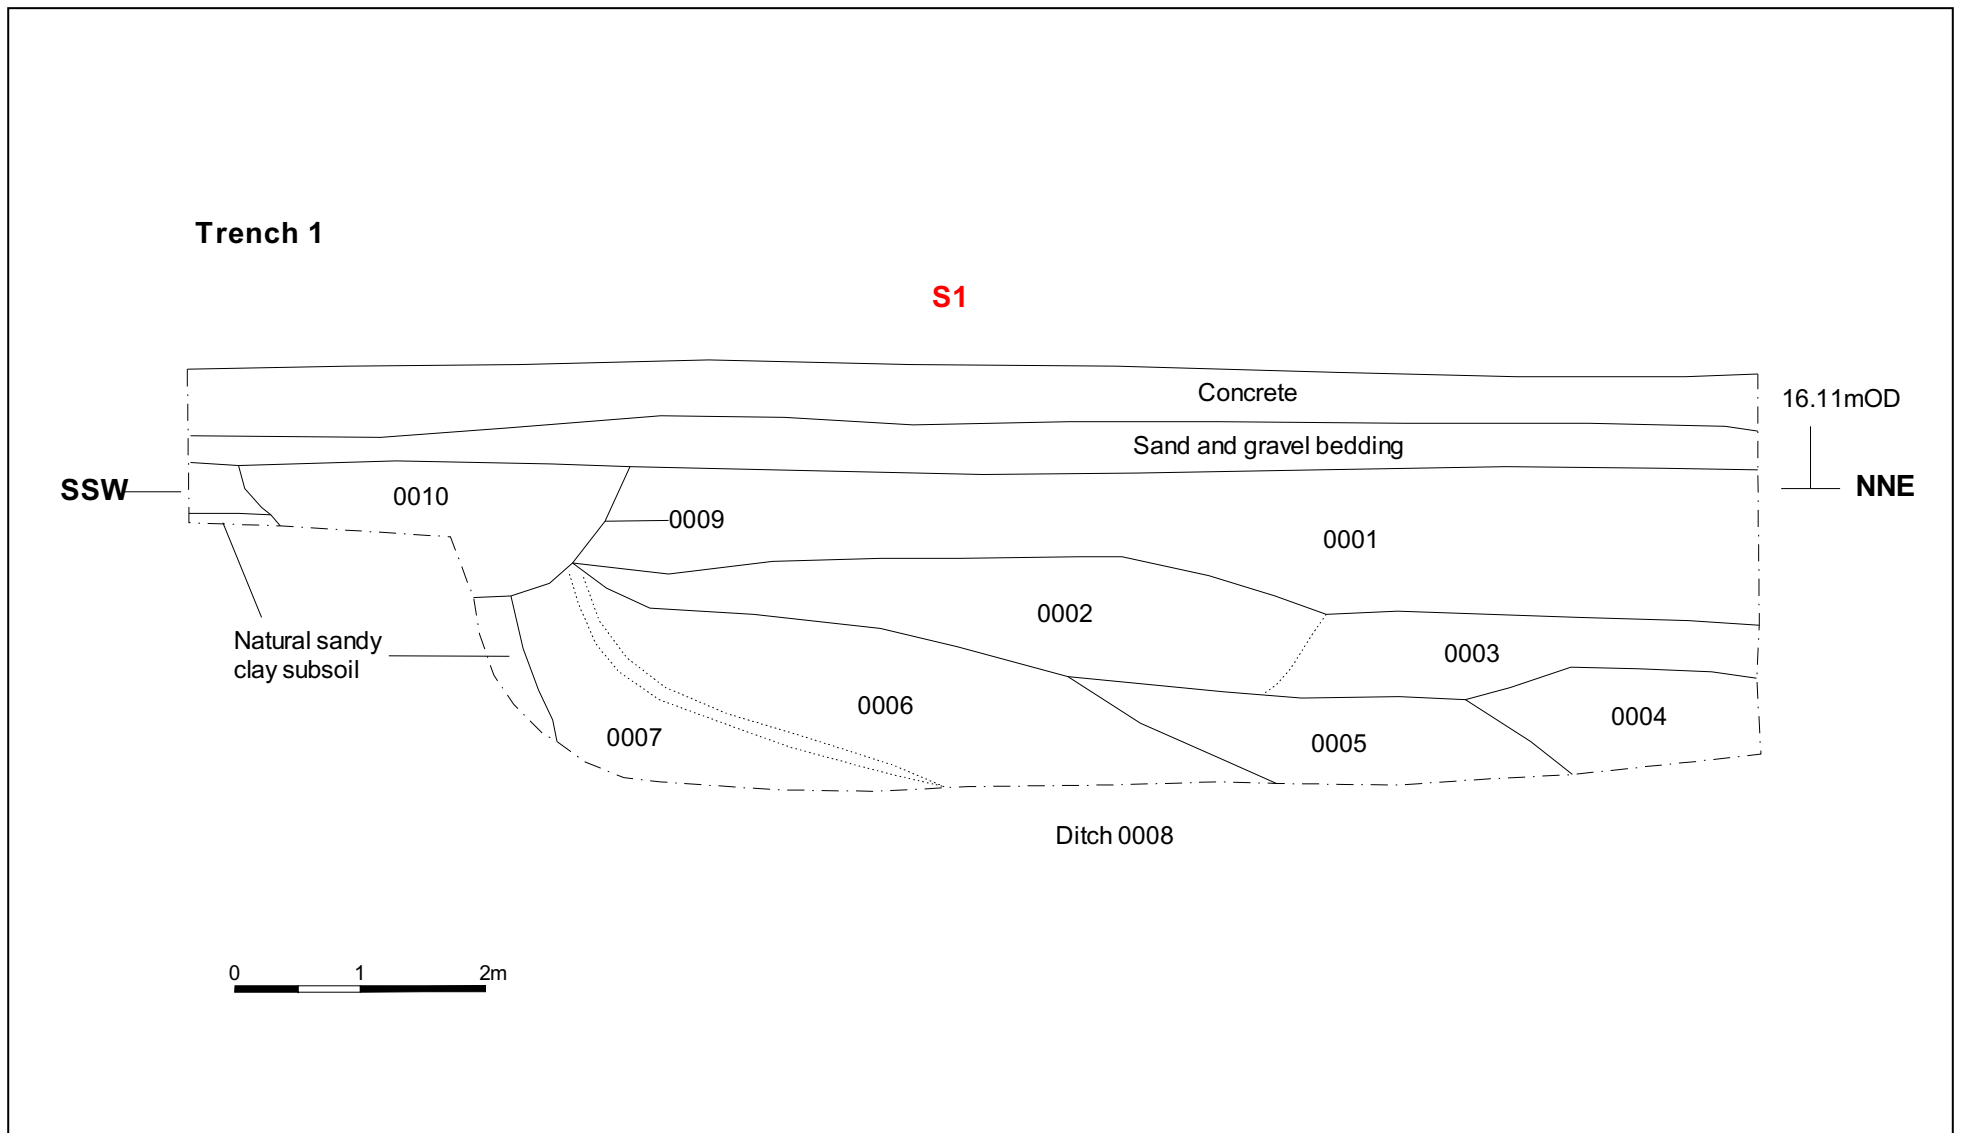 Trench 1
S1
Concrete
16.11mOD
Sand and gravel bedding
SSW
NNE
0010
0009
0001
0002
Natural sandy
clay subsoil
0003
0006
0004
0007
0005
Ditch 0008
0 1 2m